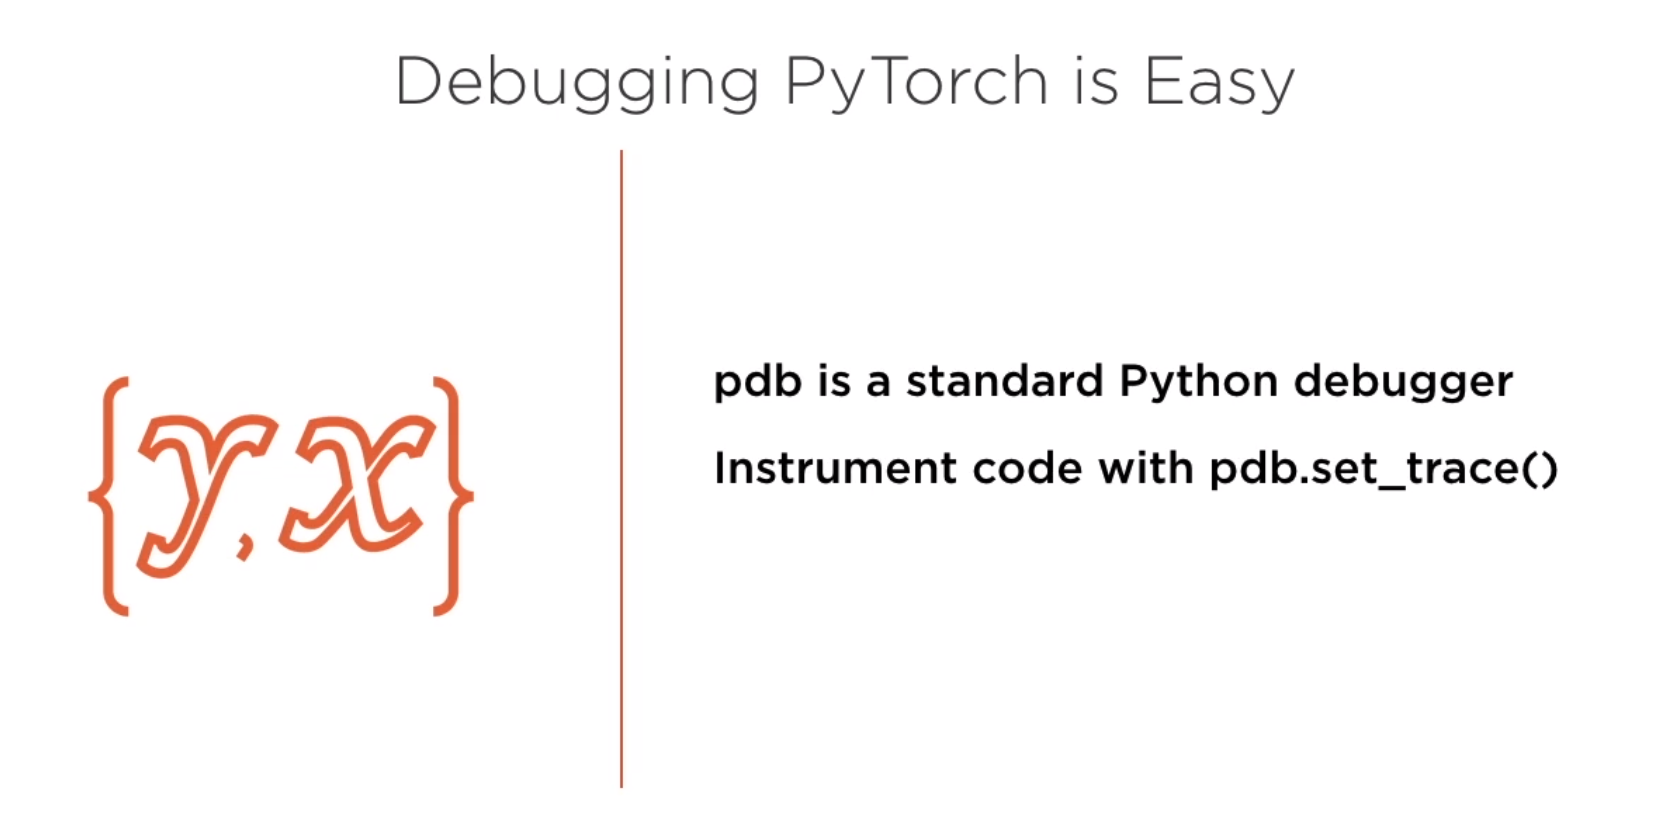 Debugging PyTorch is Easy
{y,x}
pdb is a standard Python debugger
Instrument code with pdb.set_trace()